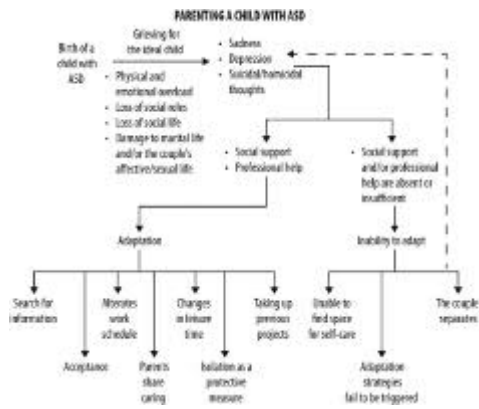 PARENTING A CHILD WITH ASD
Birth of a
child with
ASD
Grieving for
the ideal child
• Physical and
emotional overload
• Loss of social roles
• Loss of social life
• Damage to marital life
and/or the couple's
affective/sexual life
• Sadness
• Depression
• Suicidal/homicidal
thoughts
• Social support
• Professional help
• Social support
and/or professional
help are absent or
insufficient
Adaptation
Inability to adapt
Search for
information
Alternates
work
schedule
Changes
in leisure
time
Taking up
previous
projects
Unable to
find space
for self-care
The couple
separates
Acceptance
Parents
share
caring
Isolation as a
protective
measure
Adaptation
strategies
fail to be triggered